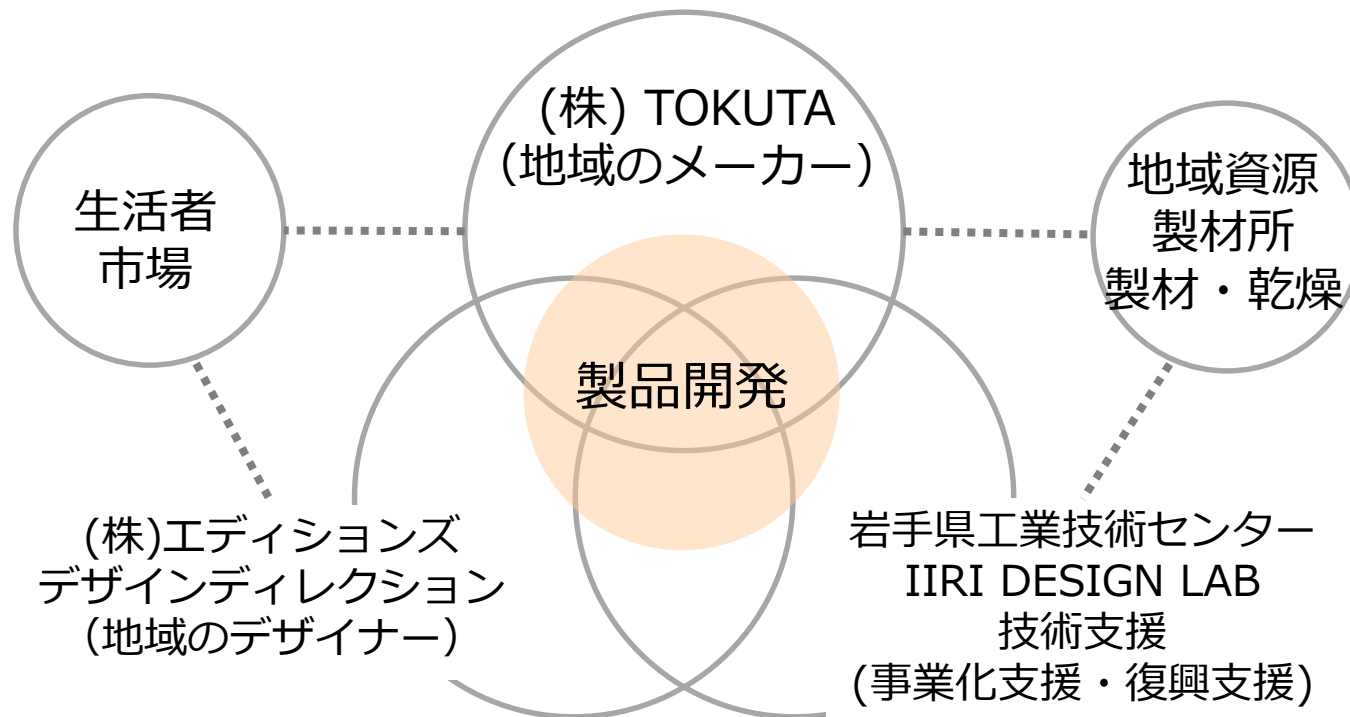 (株) TOKUTA
（地域のメーカー）
生活者
市場
地域資源
製材所
製材・乾燥
製品開発
(株)エディションズ
デザインディレクション
（地域のデザイナー）
岩手県工業技術センター
IIRI DESIGN LAB
技術支援
(事業化支援・復興支援)